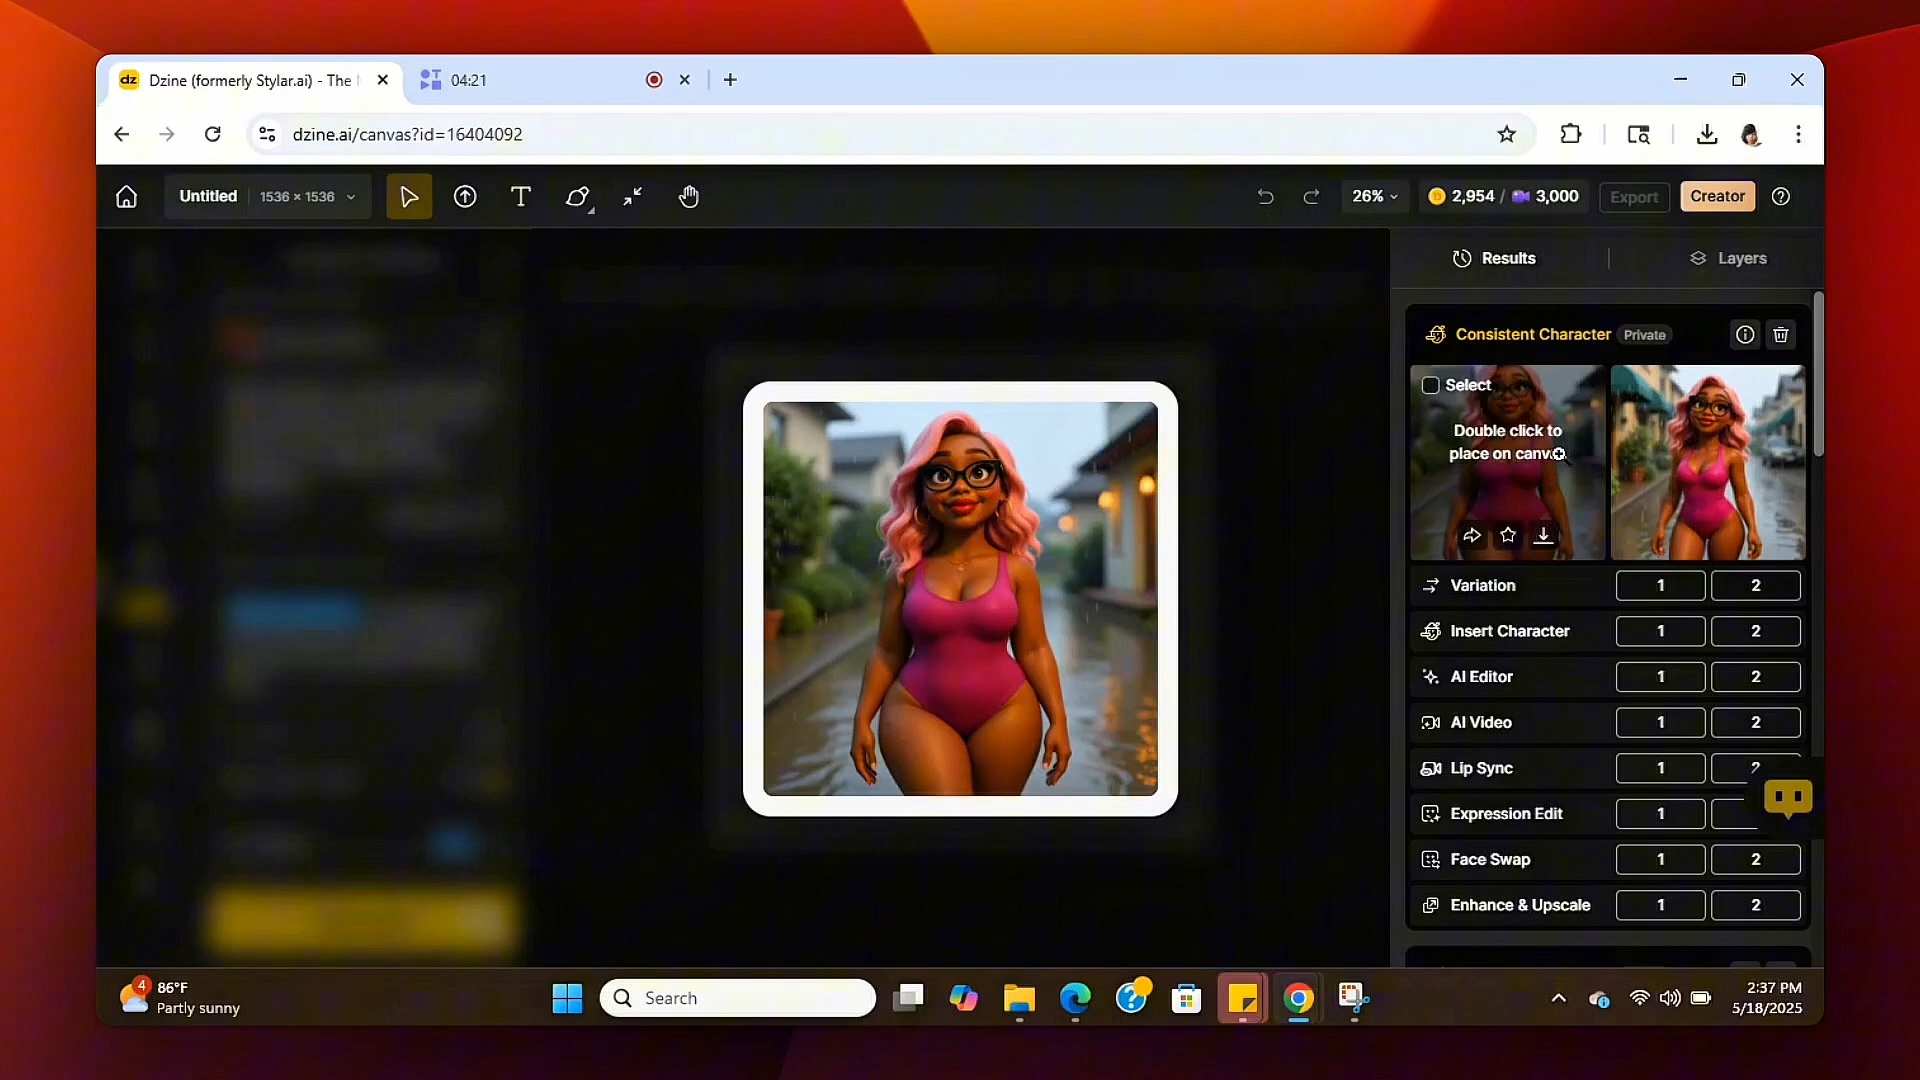 dz Dzine (formerly Stylar.ai) - The
04:21
dzine.ai/canvas?id=16404092
Untitled 1536 × 1536
26%
2,954 / 3,000
Export
Creator
Results
Layers
Consistent Character Private
Select
Double click to
place on canv
Variation 1 2
Insert Character 1 2
AI Editor 1 2
AI Video 1 2
Lip Sync 1 2
Expression Edit 1
Face Swap 1 2
Enhance & Upscale 1 2
4
86°F
Partly sunny
Search
2:37 PM
5/18/2025